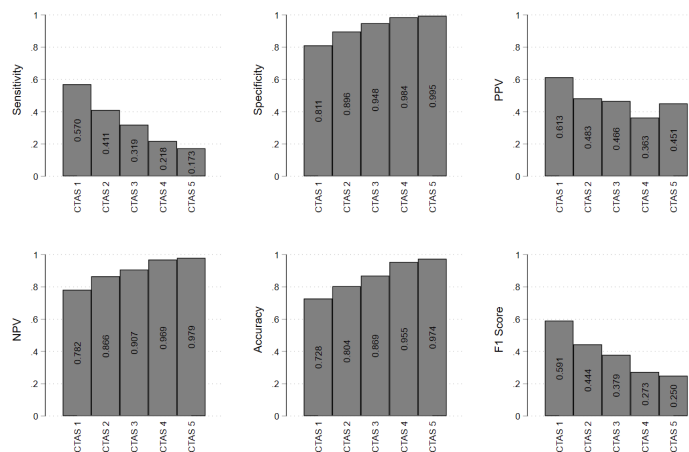 Sensitivity
1
.8
.6
.4
.2
0
0.570
0.411
0.319
0.218
0.173
CTAS 1
CTAS 2
CTAS 3
CTAS 4
CTAS 5
Specificity
1
.8
.6
.4
.2
0
0.811
0.896
0.948
0.984
0.995
CTAS 1
CTAS 2
CTAS 3
CTAS 4
CTAS 5
PPV
1
.8
.6
.4
.2
0
0.613
0.483
0.466
0.363
0.451
CTAS 1
CTAS 2
CTAS 3
CTAS 4
CTAS 5
NPV
1
.8
.6
.4
.2
0
0.782
0.866
0.907
0.969
0.979
CTAS 1
CTAS 2
CTAS 3
CTAS 4
CTAS 5
Accuracy
1
.8
.6
.4
.2
0
0.728
0.804
0.869
0.955
0.974
CTAS 1
CTAS 2
CTAS 3
CTAS 4
CTAS 5
F1 Score
1
.8
.6
.4
.2
0
0.591
0.444
0.379
0.273
0.250
CTAS 1
CTAS 2
CTAS 3
CTAS 4
CTAS 5